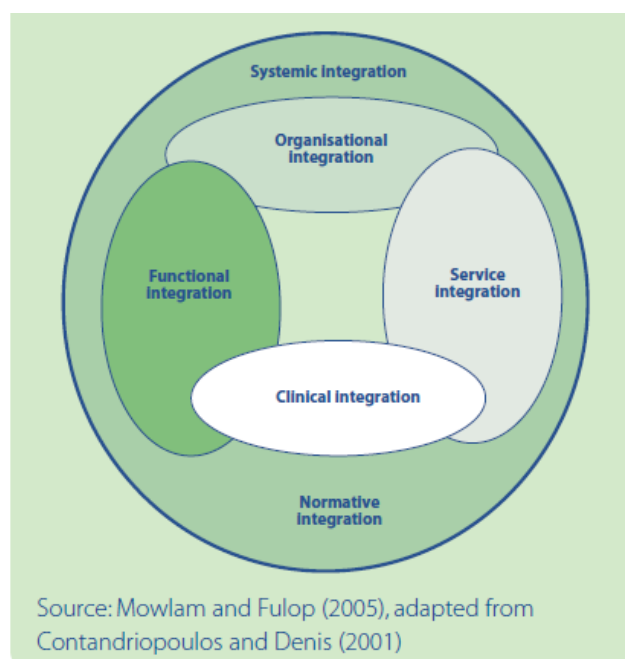 Systemic integration
Organisational
integration
Functional
integration
Service
integration
Clinical integration
Normative
integration
Source: Mowlam and Fulop (2005), adapted from
Contandriopoulos and Denis (2001)